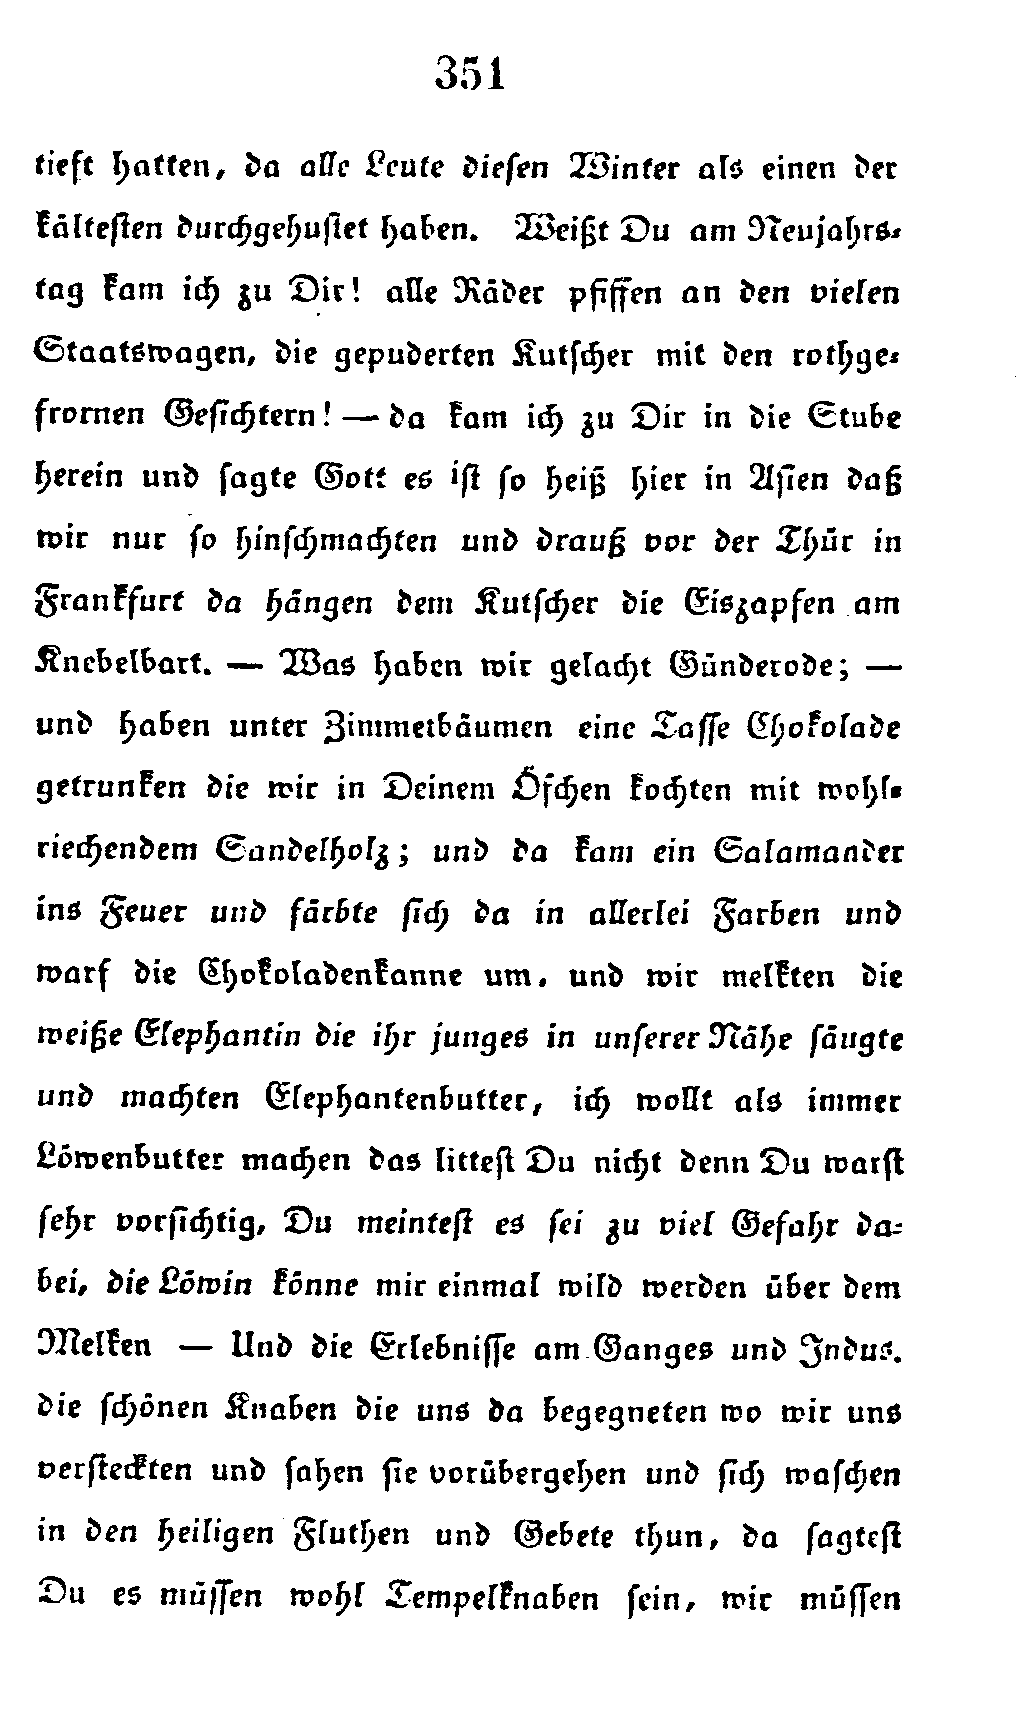 351
tieft hatten, da alle Leute dieſen Winter als einen der
kälteſten durchgehuſtet haben. Weißt Du am Neujahrs-
tag kam ich zu Dir! alle Räder pfiffen an den vielen
Staatswagen, die gepuderten Kutſcher mit den rothge-
frornen Geſichtern! — da kam ich zu Dir in die Stube
herein und ſagte Gott es iſt ſo heiß hier in Aſien daß
wir nur ſo hinſchmachten und drauß vor der Thür in
Frankfurt da hängen dem Kutſcher die Eiszapfen am
Knebelbart. — Was haben wir gelacht Günderode; —
und haben unter Zimmetbäumen eine Taſſe Chokolade
getrunken die wir in Deinem Öfchen kochten mit wohl-
riechendem Sandelholz; und da kam ein Salamander
ins Feuer und färbte ſich da in allerlei Farben und
warf die Chokoladenkanne um, und wir melkten die
weiße Elephantin die ihr junges in unſerer Nähe ſäugte
und machten Elephantenbutter, ich wollt als immer
Löwenbutter machen das litteſt Du nicht denn Du warſt
ſehr vorſichtig, Du meinteſt es ſei zu viel Gefahr da-
bei, die Löwin könne mir einmal wild werden über dem
Melken — Und die Erlebniſſe am Ganges und Indus.
die ſchönen Knaben die uns da begegneten wo wir uns
verſteckten und ſahen ſie vorübergehen und ſich waſchen
in den heiligen Fluthen und Gebete thun, da ſagteſt
Du es müſſen wohl Tempelknaben ſein, wir müſſen